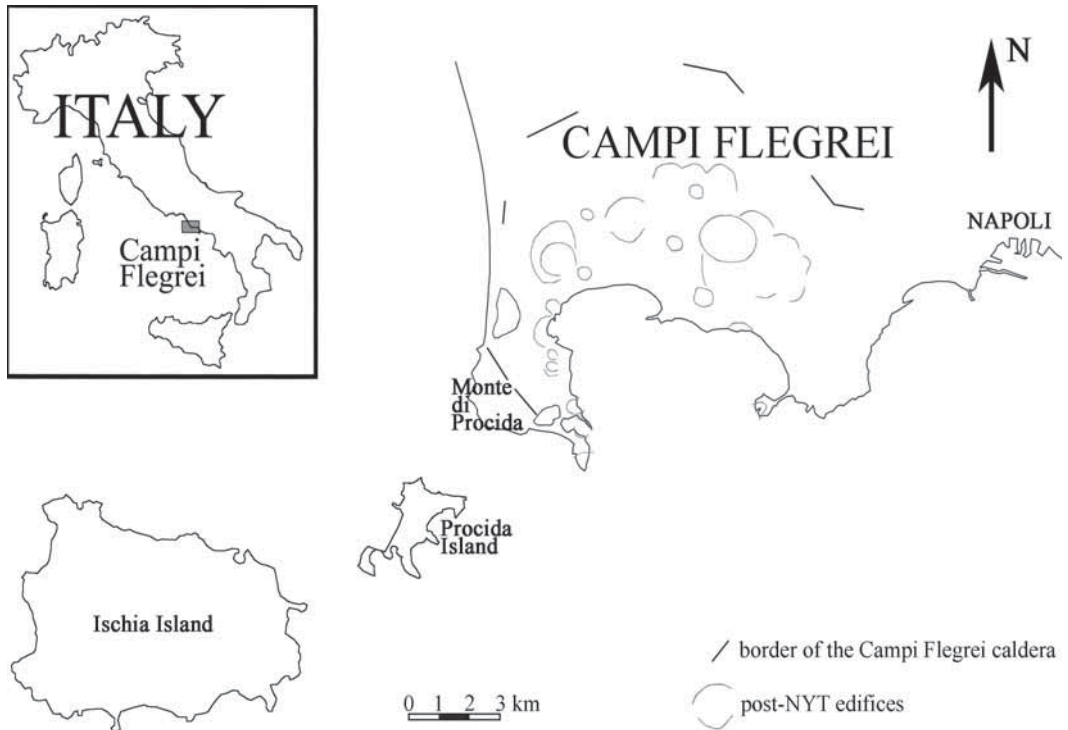 ITALY
Campi
Flegrei
N
CAMPI FLEGREI
NAPOLI
Monte
di
Procida
Procida
Island
Ischia Island
0 1 2 3 km
border of the Campi Flegrei caldera
post-NYT edifices